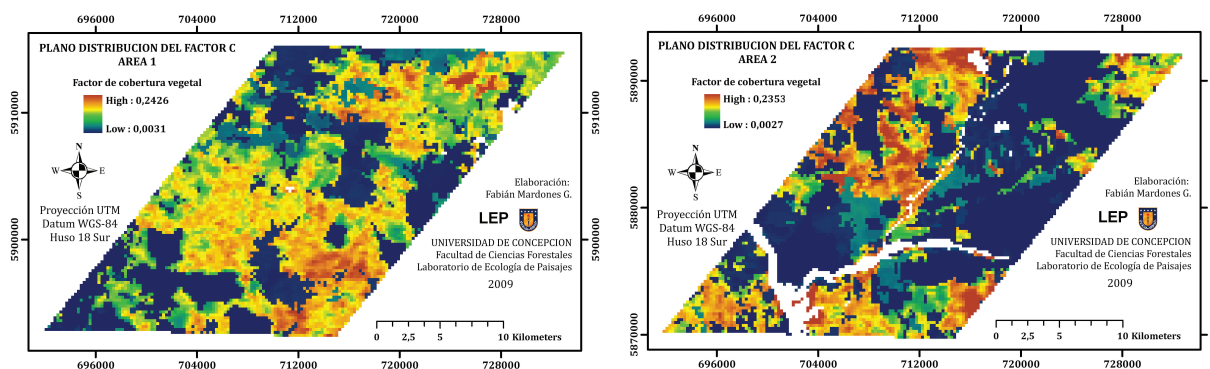 696000 704000 712000 720000 728000
PLANO DISTRIBUCION DEL FACTOR C
AREA 1
Factor de cobertura vegetal
High : 0,2426
Low : 0,0031
N
W E
S
Proyección UTM
Datum WGS-84
Huso 18 Sur
Elaboración:
Fabián Mardones G.
LEP
UNIVERSIDAD DE CONCEPCION
Facultad de Ciencias Forestales
Laboratorio de Ecología de Paisajes
2009
0 2,5 5 10 Kilometers
5910000
5900000
5910000
5900000
696000 704000 712000 720000 728000
696000 704000 712000 720000 728000
PLANO DISTRIBUCION DEL FACTOR C
AREA 2
Factor de cobertura vegetal
High : 0,2353
Low : 0,0027
N
W E
S
Proyección UTM
Datum WGS-84
Huso 18 Sur
Elaboración:
Fabián Mardones G.
LEP
UNIVERSIDAD DE CONCEPCION
Facultad de Ciencias Forestales
Laboratorio de Ecología de Paisajes
2009
0 2,5 5 10 Kilometers
5890000
5880000
5870000
5890000
5880000
5870000
696000 704000 712000 720000 728000